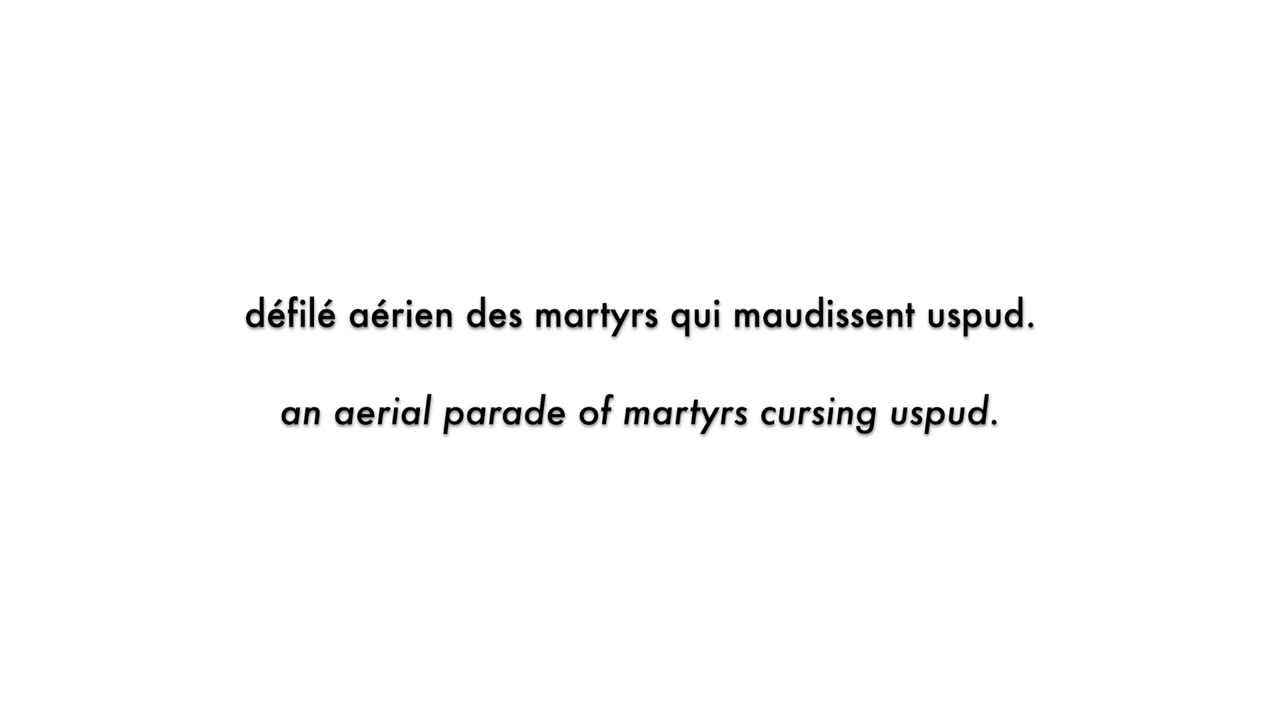 défilé aérien des martyrs qui maudissent uspud.
an aerial parade of martyrs cursing uspud.